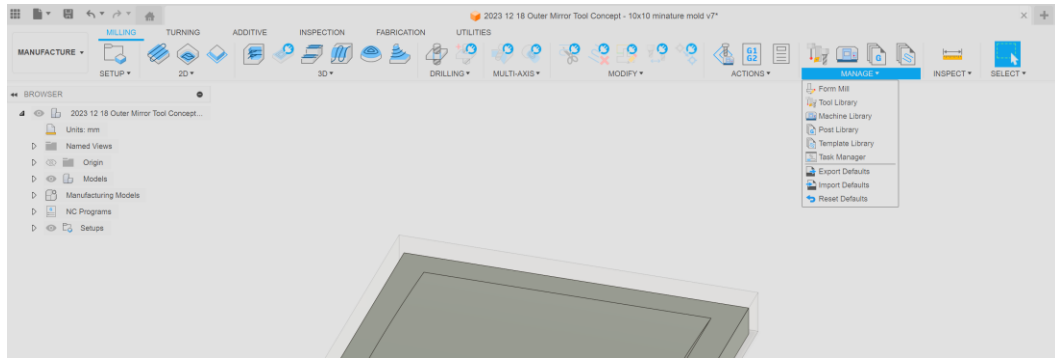 2023 12 18 Outer Mirror Tool Concept - 10x10 minature mold v7*
MILLING TURNING ADDITIVE INSPECTION FABRICATION UTILITIES
MANUFACTURE
G1
G2
G
S
SETUP 2D 3D DRILLING MULTI-AXIS MODIFY ACTIONS MANAGE INSPECT SELECT
BROWSER
2023 12 18 Outer Mirror Tool Concept...
Units: mm
Named Views
Origin
Models
Manufacturing Models
NC Programs
Setups
Form Mill
Tool Library
Machine Library
Post Library
Template Library
Task Manager
Export Defaults
Import Defaults
Reset Defaults